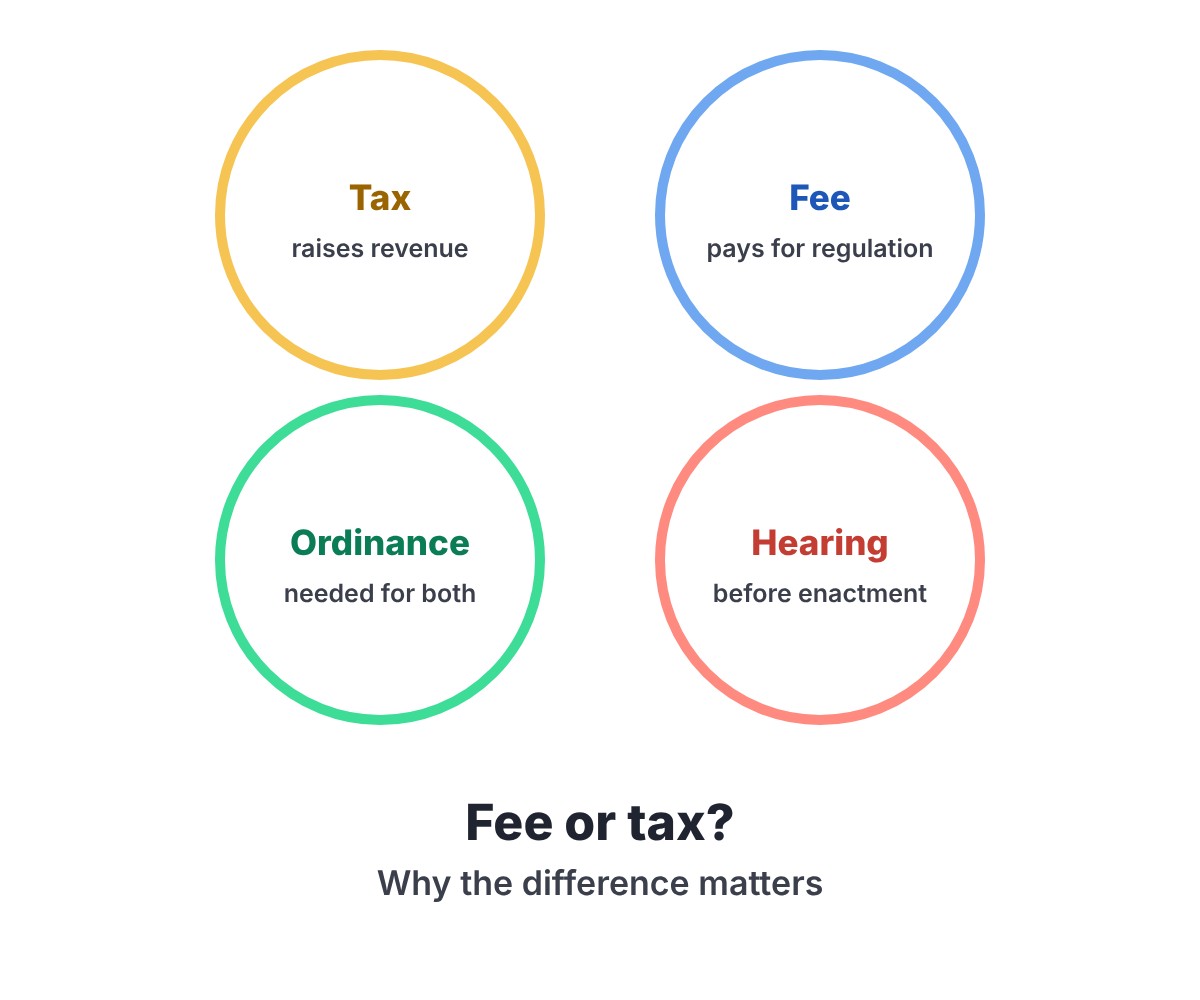 Tax
raises revenue
Fee
pays for regulation
Ordinance
needed for both
Hearing
before enactment
Fee or tax?
Why the difference matters